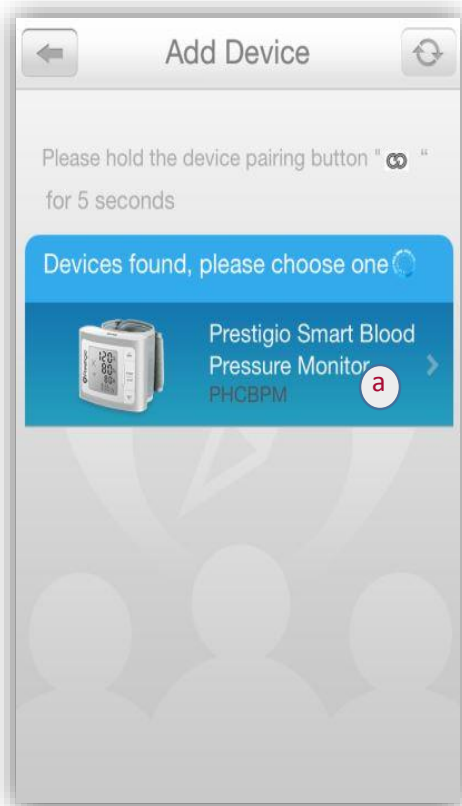 Add Device
Please hold the device pairing button " “
for 5 seconds
Devices found, please choose one
Prestigio Smart Blood
Pressure Monitor
a
PHCBPM